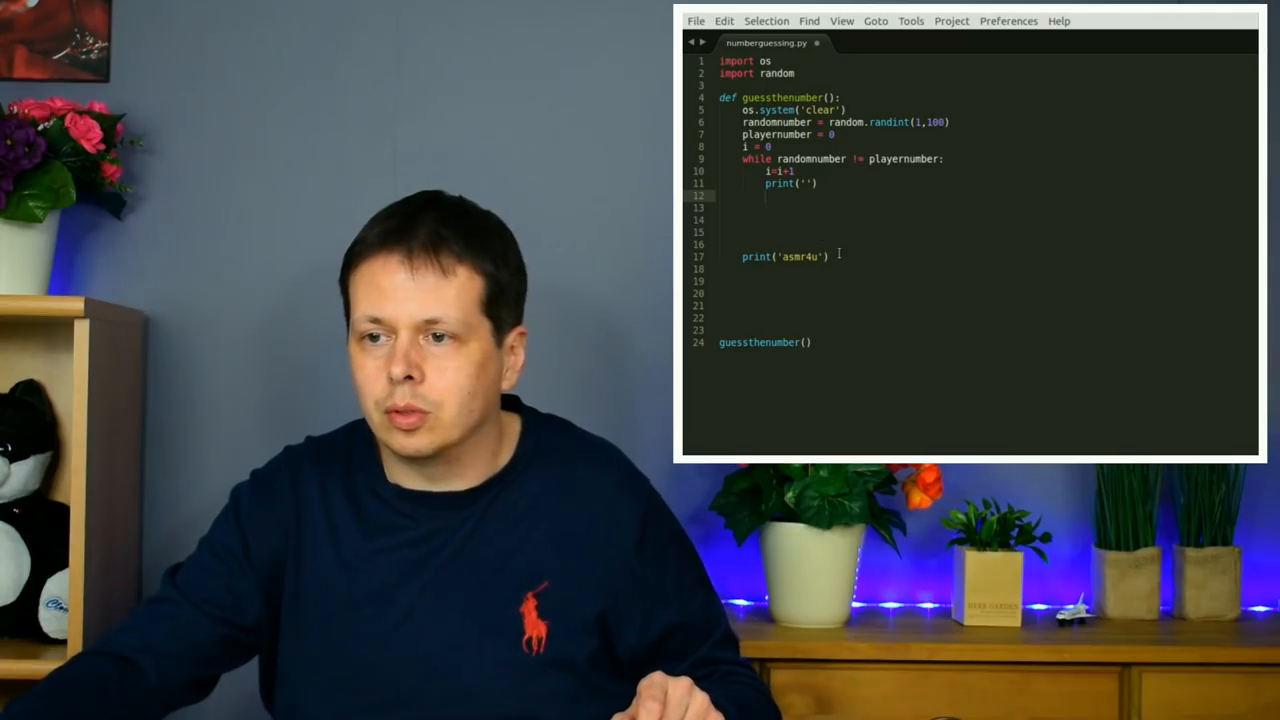 File Edit Selection Find View Goto Tools Project Preferences Help
numberguessing.py
1 import os
2 import random
3
4 def guessthenumber():
5 os.system('clear')
6 randomnumber = random.randint(1,100)
7 playernumber = 0
8 i = 0
9 while randomnumber != playernumber:
10 i=i+1
11 print('')
12
13
14
15
16
17 print('asmr4u')
18
19
20
21
22
23
24 guessthenumber()
HERB GARDEN